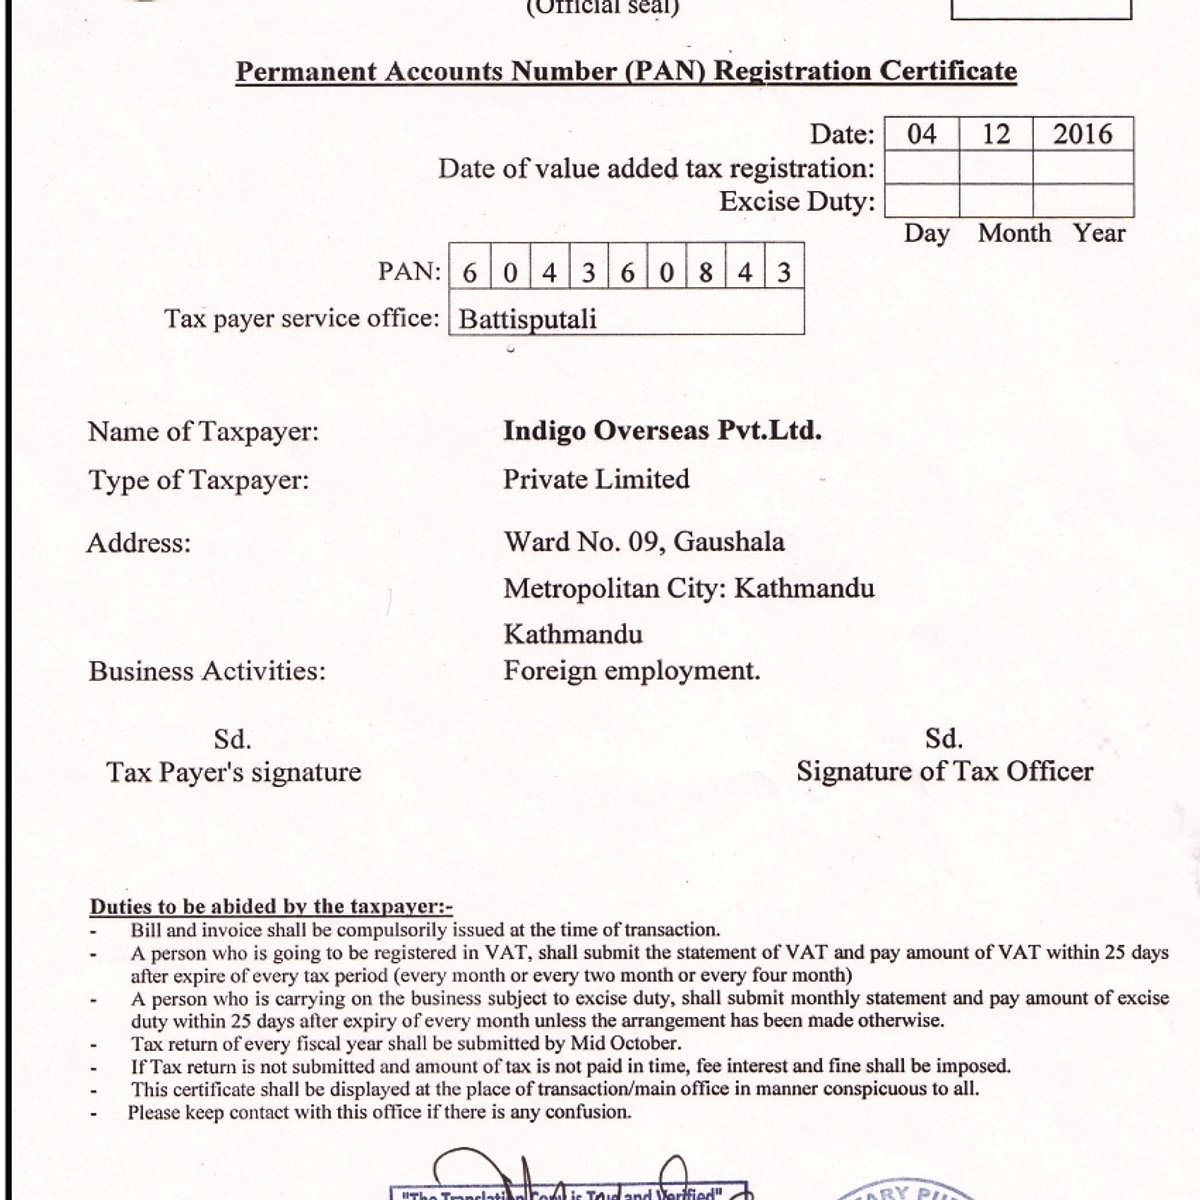 (Official seal)
Permanent Accounts Number (PAN) Registration Certificate
Date: 04 12 2016
Date of value added tax registration:
Excise Duty:
Day Month Year
PAN: 6 0 4 3 6 0 8 4 3
Tax payer service office: Battisputali
Name of Taxpayer: Indigo Overseas Pvt.Ltd.
Type of Taxpayer: Private Limited
Address: Ward No. 09, Gaushala
Metropolitan City: Kathmandu
Kathmandu
Business Activities: Foreign employment.
Sd. Sd.
Tax Payer's signature Signature of Tax Officer
Duties to be abided by the taxpayer:-
- Bill and invoice shall be compulsorily issued at the time of transaction.
- A person who is going to be registered in VAT, shall submit the statement of VAT and pay amount of VAT within 25 days
after expire of every tax period (every month or every two month or every four month)
- A person who is carrying on the business subject to excise duty, shall submit monthly statement and pay amount of excise
duty within 25 days after expiry of every month unless the arrangement has been made otherwise.
- Tax return of every fiscal year shall be submitted by Mid October.
- If Tax return is not submitted and amount of tax is not paid in time, fee interest and fine shall be imposed.
- This certificate shall be displayed at the place of transaction/main office in manner conspicuous to all.
- Please keep contact with this office if there is any confusion.
"The Translation Copy is True and Verified"